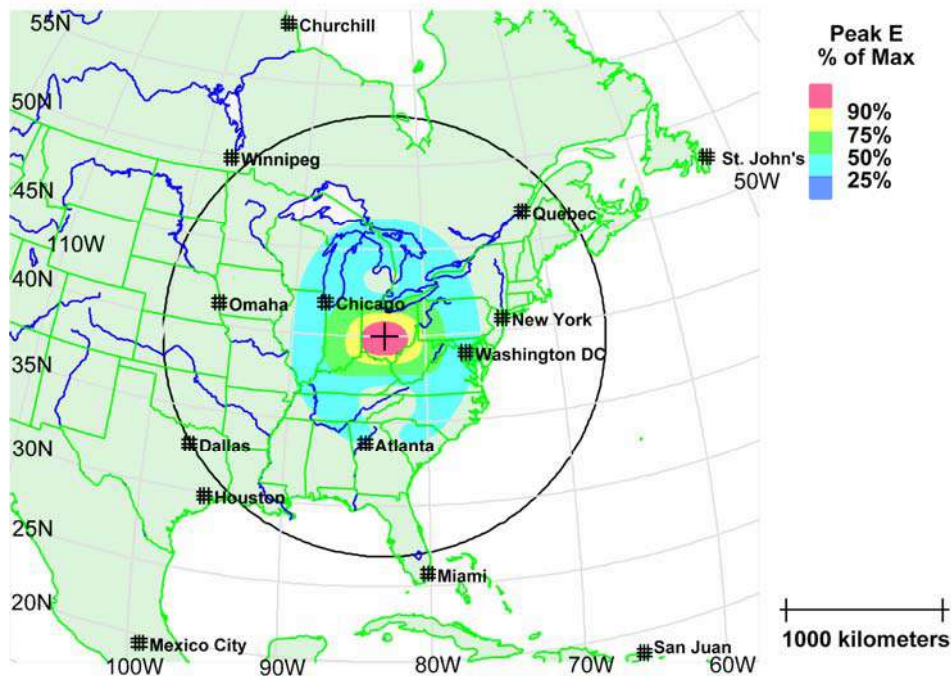 55N
Churchill
Peak E
% of Max
50N
90%
75%
Winnipeg
St. John's
50%
50W
25%
45N
Quebec
110W
40N
Omaha
Chicago
New York
35N
Washington DC
30N
Dallas
Atlanta
Houston
25N
Miami
20N
1000 kilometers
Mexico City
San Juan
100W
90W
80W
70W
60W